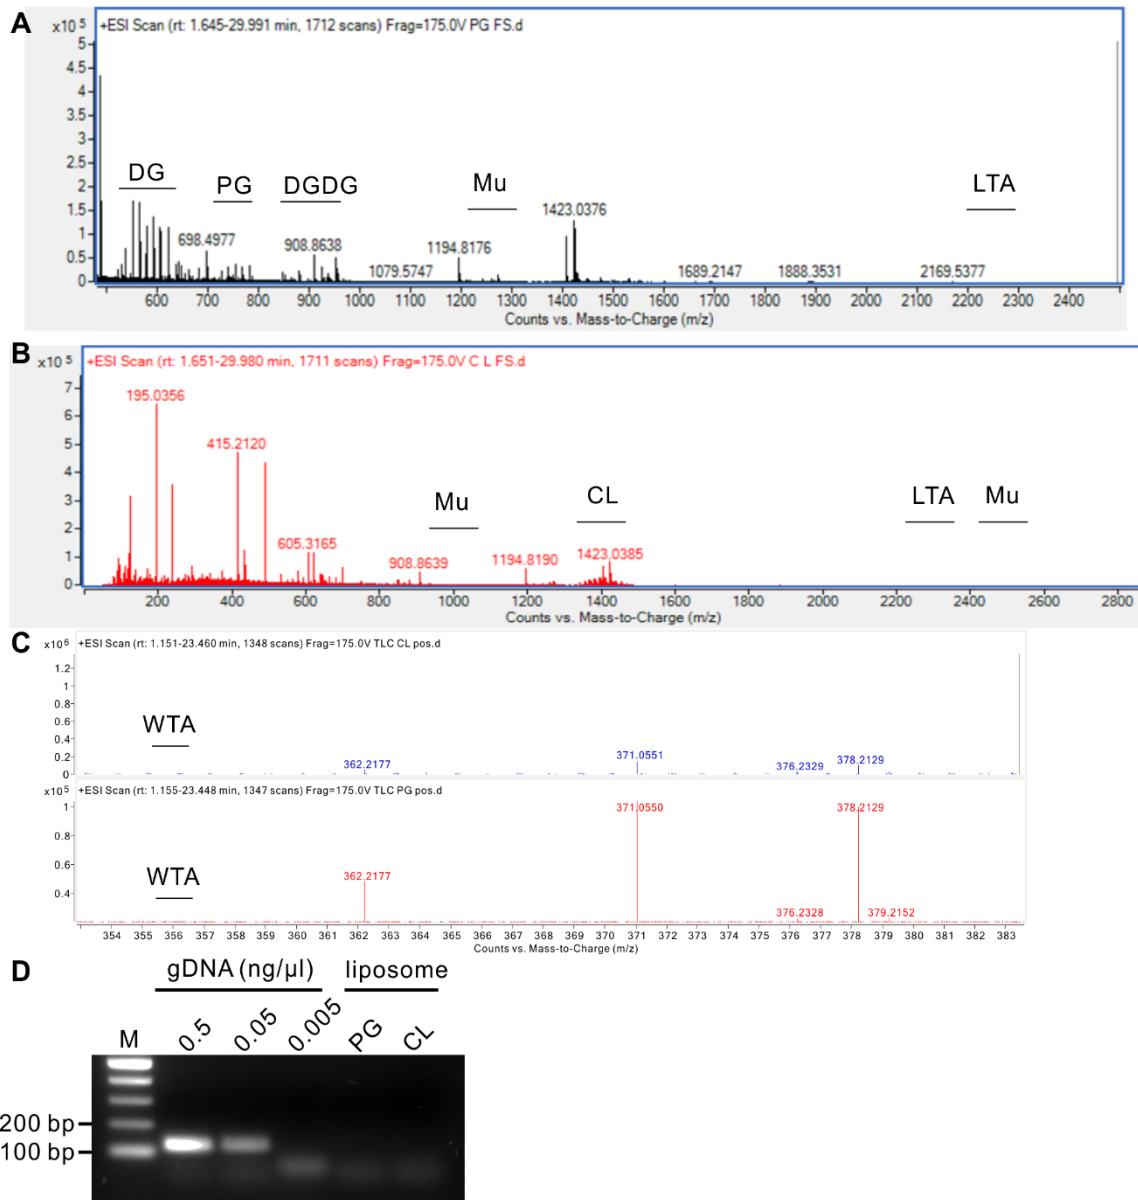 A
x10 5
+ESI Scan (rt: 1.645-29.991 min, 1712 scans) Frag=175.0V PG FS.d
5
4.5
4
3.5
3
2.5
2
1.5
1
0.5
0
DG
PG
DGDG
Mu
LTA
698.4977
908.8638
1079.5747
1194.8176
1423.0376
1689.2147
1888.3531
2169.5377
600 700 800 900 1000 1100 1200 1300 1400 1500 1600 1700 1800 1900 2000 2100 2200 2300 2400
Counts vs. Mass-to-Charge (m/z)
B
x10 5
+ESI Scan (rt: 1.651-29.980 min, 1711 scans) Frag=175.0V C L FS.d
7
6
5
4
3
2
1
0
195.0356
415.2120
605.3165
Mu
CL
LTA
Mu
908.8639
1194.8190
1423.0385
200 400 600 800 1000 1200 1400 1600 1800 2000 2200 2400 2600 2800
Counts vs. Mass-to-Charge (m/z)
C
x10 6
+ESI Scan (rt: 1.151-23.460 min, 1348 scans) Frag=175.0V TLC CL pos.d
1.2
1
0.8
0.6
0.4
0.2
0
WTA
362.2177
371.0551
376.2329
378.2129
x10 5
+ESI Scan (rt: 1.155-23.448 min, 1347 scans) Frag=175.0V TLC PG pos.d
1
0.8
0.6
0.4
WTA
362.2177
371.0550
376.2328
378.2129
379.2152
354 355 356 357 358 359 360 361 362 363 364 365 366 367 368 369 370 371 372 373 374 375 376 377 378 379 380 381 382 383
Counts vs. Mass-to-Charge (m/z)
D
gDNA (ng/µl) liposome
M 0.5 0.05 0.005 PG CL
200 bp
100 bp